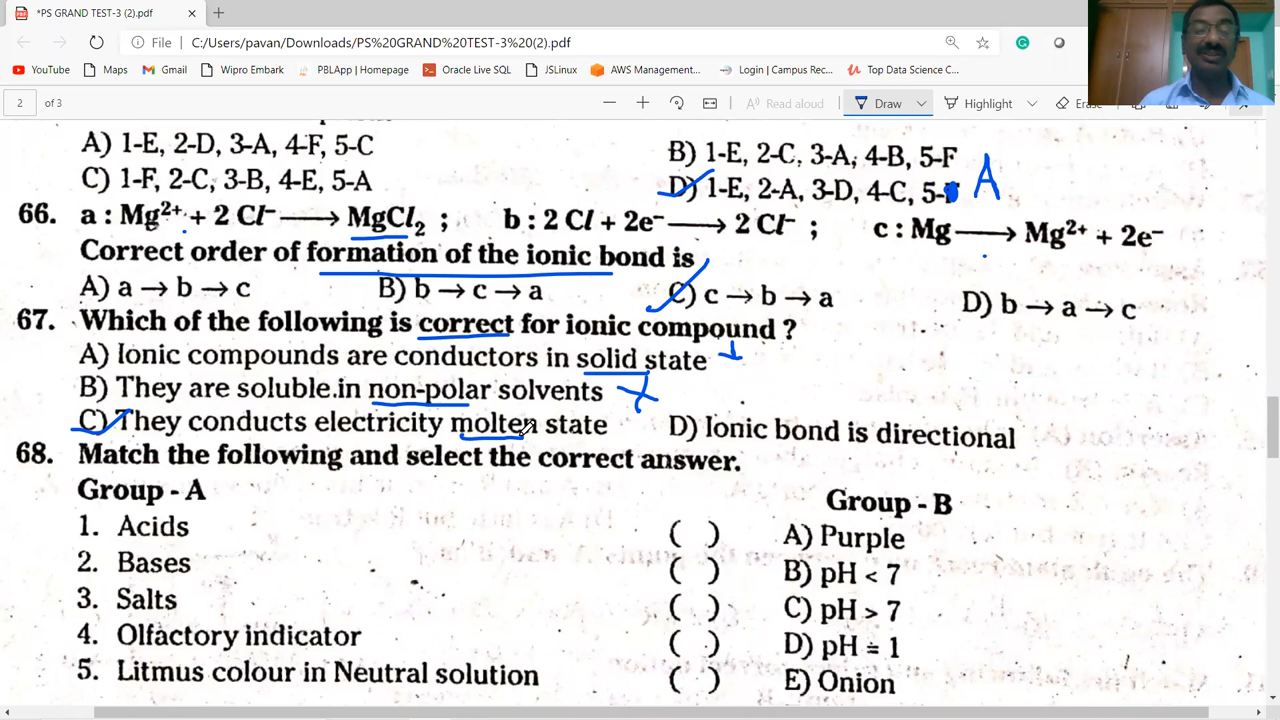 *PS GRAND TEST-3 (2).pdf
File C:/Users/pavan/Downloads/PS%20GRAND%20TEST-3%20(2).pdf
YouTube Maps Gmail Wipro Embark PBLApp | Homepage Oracle Live SQL JSLinux AWS Management... Login | Campus Rec... Top Data Science C...
2 of 3 Read aloud Draw Highlight Erase
A) 1-E, 2-D, 3-A, 4-F, 5-C B) 1-E, 2-C, 3-A, 4-B, 5-F
C) 1-F, 2-C, 3-B, 4-E, 5-A D) 1-E, 2-A, 3-D, 4-C, 5- A
66. a : Mg²⁺ + 2 Cl⁻ ⟶ MgCl₂ ; b : 2 Cl + 2e⁻ ⟶ 2 Cl⁻ ; c : Mg ⟶ Mg²⁺ + 2e⁻
Correct order of formation of the ionic bond is
A) a → b → c B) b → c → a C) c → b → a D) b → a → c
67. Which of the following is correct for ionic compound ?
A) Ionic compounds are conductors in solid state
B) They are soluble in non-polar solvents
C) They conducts electricity molten state D) Ionic bond is directional
68. Match the following and select the correct answer.
Group - A Group - B
1. Acids ( ) A) Purple
2. Bases ( ) B) pH < 7
3. Salts ( ) C) pH > 7
4. Olfactory indicator ( ) D) pH = 1
5. Litmus colour in Neutral solution ( ) E) Onion